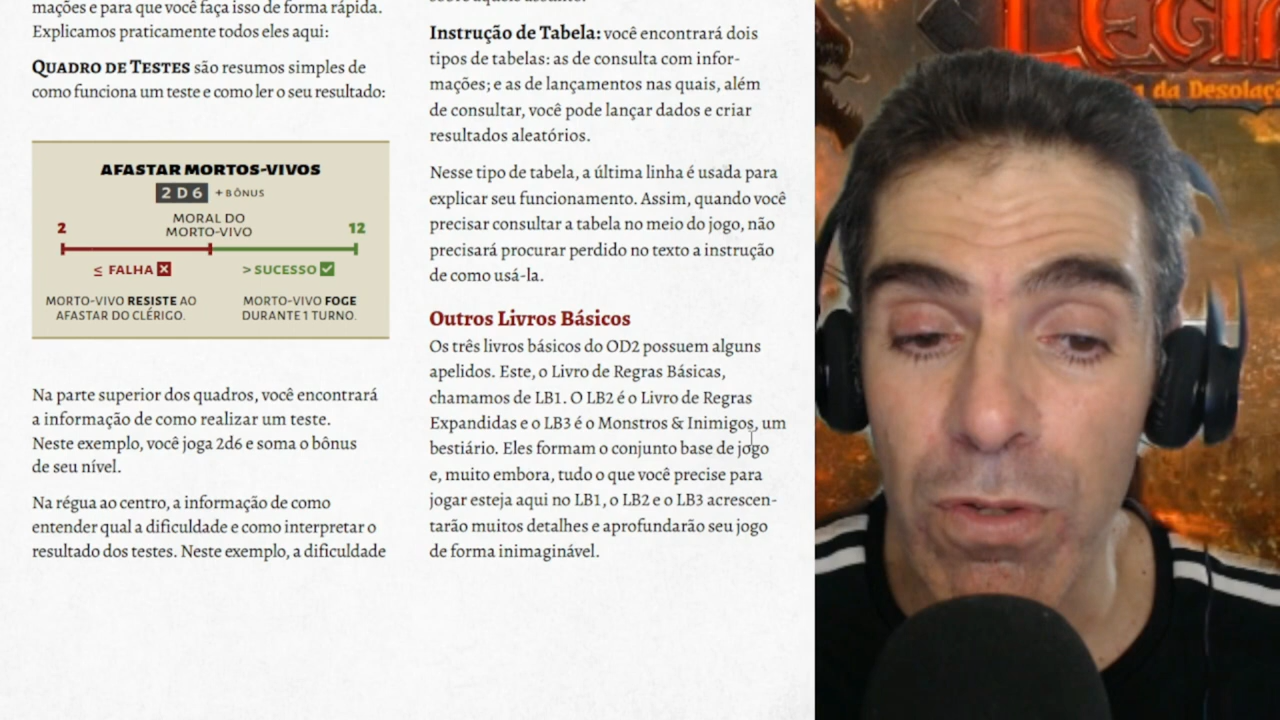 mações e para que você faça isso de forma rápida.
Explicamos praticamente todos eles aqui:
QUADRO DE TESTES são resumos simples de
como funciona um teste e como ler o seu resultado:
AFASTAR MORTOS-VIVOS
2D6 + BÔNUS
MORAL DO
MORTO-VIVO
2
12
≤ FALHA
> SUCESSO
MORTO-VIVO RESISTE AO
AFASTAR DO CLÉRIGO.
MORTO-VIVO FOGE
DURANTE 1 TURNO.
Na parte superior dos quadros, você encontrará
a informação de como realizar um teste.
Neste exemplo, você joga 2d6 e soma o bônus
de seu nível.
Na régua ao centro, a informação de como
entender qual a dificuldade e como interpretar o
resultado dos testes. Neste exemplo, a dificuldade
Instrução de Tabela: você encontrará dois
tipos de tabelas: as de consulta com infor-
mações; e as de lançamentos nas quais, além
de consultar, você pode lançar dados e criar
resultados aleatórios.
Nesse tipo de tabela, a última linha é usada para
explicar seu funcionamento. Assim, quando você
precisar consultar a tabela no meio do jogo, não
precisará procurar perdido no texto a instrução
de como usá-la.
Outros Livros Básicos
Os três livros básicos do OD2 possuem alguns
apelidos. Este, o Livro de Regras Básicas,
chamamos de LB1. O LB2 é o Livro de Regras
Expandidas e o LB3 é o Monstros & Inimigos, um
bestiário. Eles formam o conjunto base de jogo
e, muito embora, tudo o que você precise para
jogar esteja aqui no LB1, o LB2 e o LB3 acrescen-
tarão muitos detalhes e aprofundarão seu jogo
de forma inimaginável.
da Desolaç